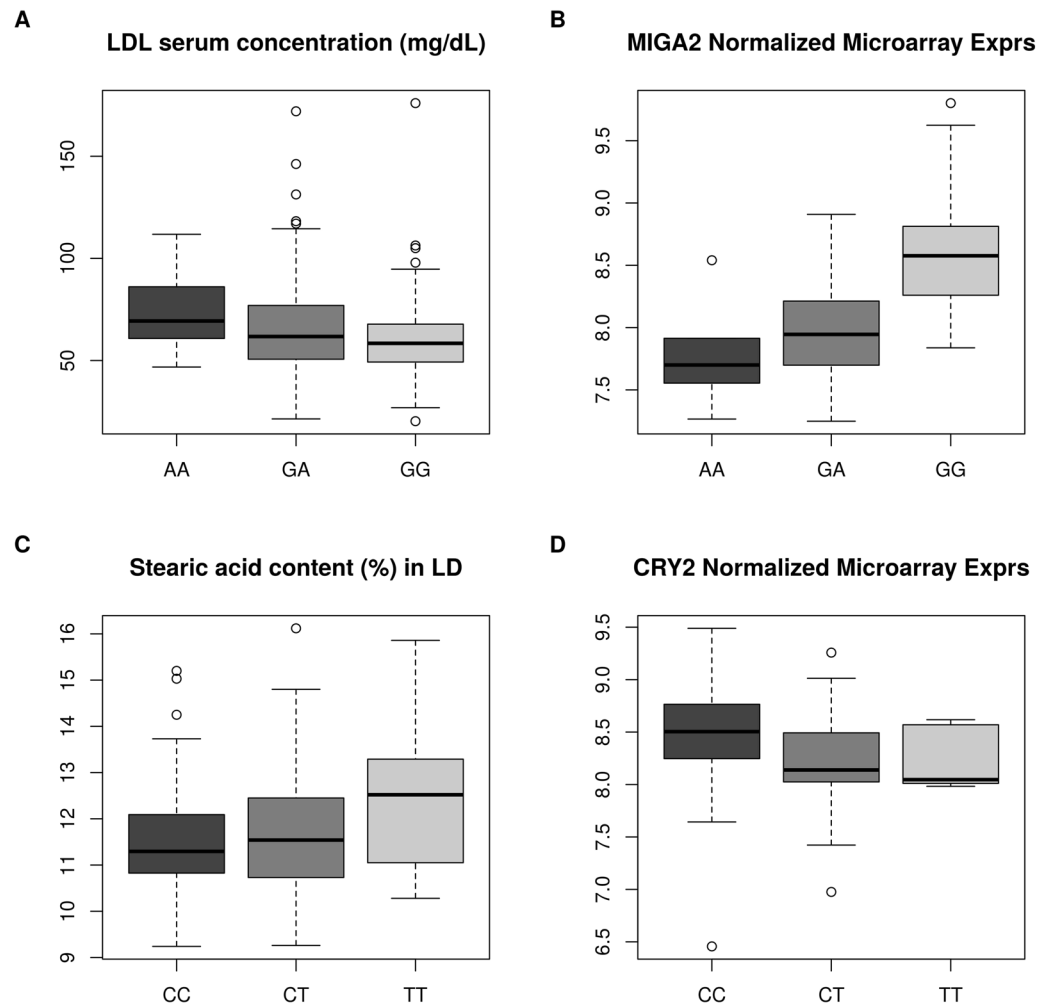 A
LDL serum concentration (mg/dL)
150
100
50
AA GA GG
B
MIGA2 Normalized Microarray Exprs
9.5
9.0
8.5
8.0
7.5
AA GA GG
C
Stearic acid content (%) in LD
16
15
14
13
12
11
10
9
CC CT TT
D
CRY2 Normalized Microarray Exprs
9.5
9.0
8.5
8.0
7.5
7.0
6.5
CC CT TT